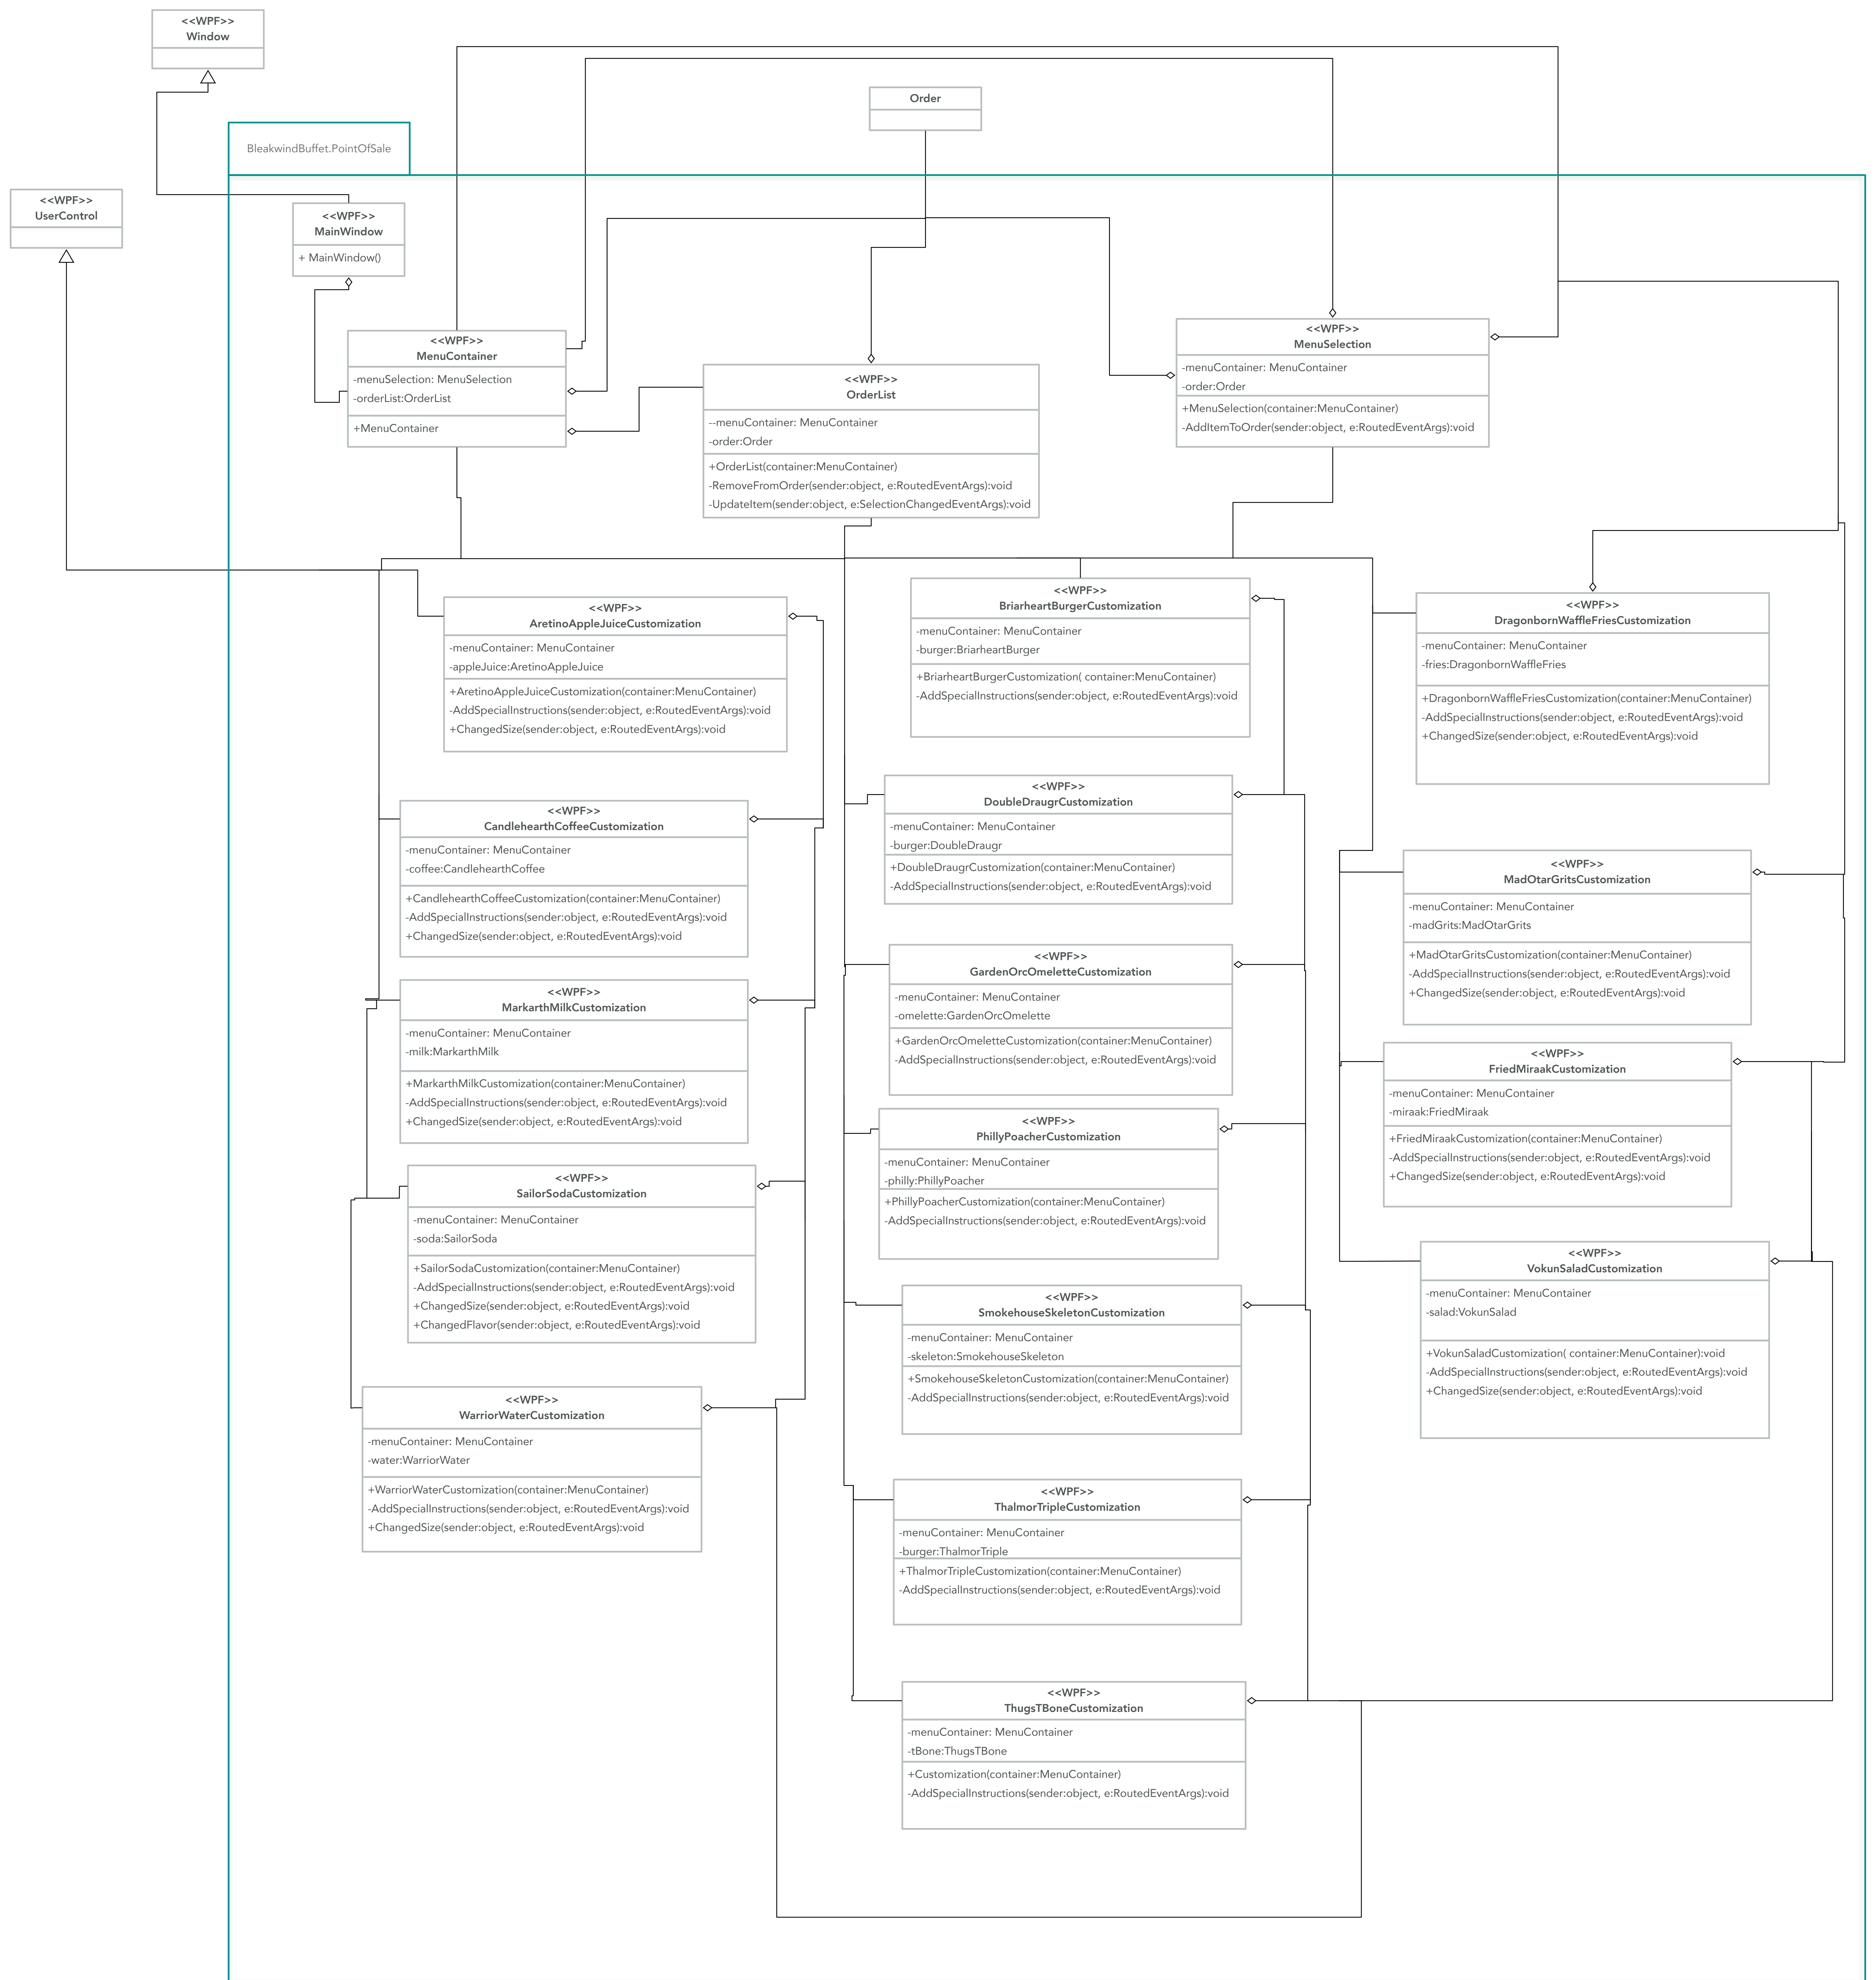 <<WPF>>
Window
Order
BleakwindBuffet.PointOfSale
<<WPF>>
UserControl
<<WPF>>
MainWindow
+ MainWindow()
<<WPF>>
MenuContainer
-menuSelection: MenuSelection
-orderList:OrderList
+MenuContainer
<<WPF>>
OrderList
--menuContainer: MenuContainer
-order:Order
+OrderList(container:MenuContainer)
-RemoveFromOrder(sender:object, e:RoutedEventArgs):void
-UpdateItem(sender:object, e:SelectionChangedEventArgs):void
<<WPF>>
MenuSelection
-menuContainer: MenuContainer
-order:Order
+MenuSelection(container:MenuContainer)
-AddItemToOrder(sender:object, e:RoutedEventArgs):void
<<WPF>>
AretinoAppleJuiceCustomization
-menuContainer: MenuContainer
-appleJuice:AretinoAppleJuice
+AretinoAppleJuiceCustomization(container:MenuContainer)
-AddSpecialInstructions(sender:object, e:RoutedEventArgs):void
+ChangedSize(sender:object, e:RoutedEventArgs):void
<<WPF>>
CandlehearthCoffeeCustomization
-menuContainer: MenuContainer
-coffee:CandlehearthCoffee
+CandlehearthCoffeeCustomization(container:MenuContainer)
-AddSpecialInstructions(sender:object, e:RoutedEventArgs):void
+ChangedSize(sender:object, e:RoutedEventArgs):void
<<WPF>>
MarkarthMilkCustomization
-menuContainer: MenuContainer
-milk:MarkarthMilk
+MarkarthMilkCustomization(container:MenuContainer)
-AddSpecialInstructions(sender:object, e:RoutedEventArgs):void
+ChangedSize(sender:object, e:RoutedEventArgs):void
<<WPF>>
SailorSodaCustomization
-menuContainer: MenuContainer
-soda:SailorSoda
+SailorSodaCustomization(container:MenuContainer)
-AddSpecialInstructions(sender:object, e:RoutedEventArgs):void
+ChangedSize(sender:object, e:RoutedEventArgs):void
+ChangedFlavor(sender:object, e:RoutedEventArgs):void
<<WPF>>
WarriorWaterCustomization
-menuContainer: MenuContainer
-water:WarriorWater
+WarriorWaterCustomization(container:MenuContainer)
-AddSpecialInstructions(sender:object, e:RoutedEventArgs):void
+ChangedSize(sender:object, e:RoutedEventArgs):void
<<WPF>>
BriarheartBurgerCustomization
-menuContainer: MenuContainer
-burger:BriarheartBurger
+BriarheartBurgerCustomization( container:MenuContainer)
-AddSpecialInstructions(sender:object, e:RoutedEventArgs):void
<<WPF>>
DoubleDraugrCustomization
-menuContainer: MenuContainer
-burger:DoubleDraugr
+DoubleDraugrCustomization(container:MenuContainer)
-AddSpecialInstructions(sender:object, e:RoutedEventArgs):void
<<WPF>>
GardenOrcOmeletteCustomization
-menuContainer: MenuContainer
-omelette:GardenOrcOmelette
+GardenOrcOmeletteCustomization(container:MenuContainer)
-AddSpecialInstructions(sender:object, e:RoutedEventArgs):void
<<WPF>>
PhillyPoacherCustomization
-menuContainer: MenuContainer
-philly:PhillyPoacher
+PhillyPoacherCustomization(container:MenuContainer)
-AddSpecialInstructions(sender:object, e:RoutedEventArgs):void
<<WPF>>
SmokehouseSkeletonCustomization
-menuContainer: MenuContainer
-skeleton:SmokehouseSkeleton
+SmokehouseSkeletonCustomization(container:MenuContainer)
-AddSpecialInstructions(sender:object, e:RoutedEventArgs):void
<<WPF>>
ThalmorTripleCustomization
-menuContainer: MenuContainer
-burger:ThalmorTriple
+ThalmorTripleCustomization(container:MenuContainer)
-AddSpecialInstructions(sender:object, e:RoutedEventArgs):void
<<WPF>>
ThugsTBoneCustomization
-menuContainer: MenuContainer
-tBone:ThugsTBone
+Customization(container:MenuContainer)
-AddSpecialInstructions(sender:object, e:RoutedEventArgs):void
<<WPF>>
DragonbornWaffleFriesCustomization
-menuContainer: MenuContainer
-fries:DragonbornWaffleFries
+DragonbornWaffleFriesCustomization(container:MenuContainer)
-AddSpecialInstructions(sender:object, e:RoutedEventArgs):void
+ChangedSize(sender:object, e:RoutedEventArgs):void
<<WPF>>
MadOtarGritsCustomization
-menuContainer: MenuContainer
-madGrits:MadOtarGrits
+MadOtarGritsCustomization(container:MenuContainer)
-AddSpecialInstructions(sender:object, e:RoutedEventArgs):void
+ChangedSize(sender:object, e:RoutedEventArgs):void
<<WPF>>
FriedMiraakCustomization
-menuContainer: MenuContainer
-miraak:FriedMiraak
+FriedMiraakCustomization(container:MenuContainer)
-AddSpecialInstructions(sender:object, e:RoutedEventArgs):void
+ChangedSize(sender:object, e:RoutedEventArgs):void
<<WPF>>
VokunSaladCustomization
-menuContainer: MenuContainer
-salad:VokunSalad
+VokunSaladCustomization( container:MenuContainer):void
-AddSpecialInstructions(sender:object, e:RoutedEventArgs):void
+ChangedSize(sender:object, e:RoutedEventArgs):void